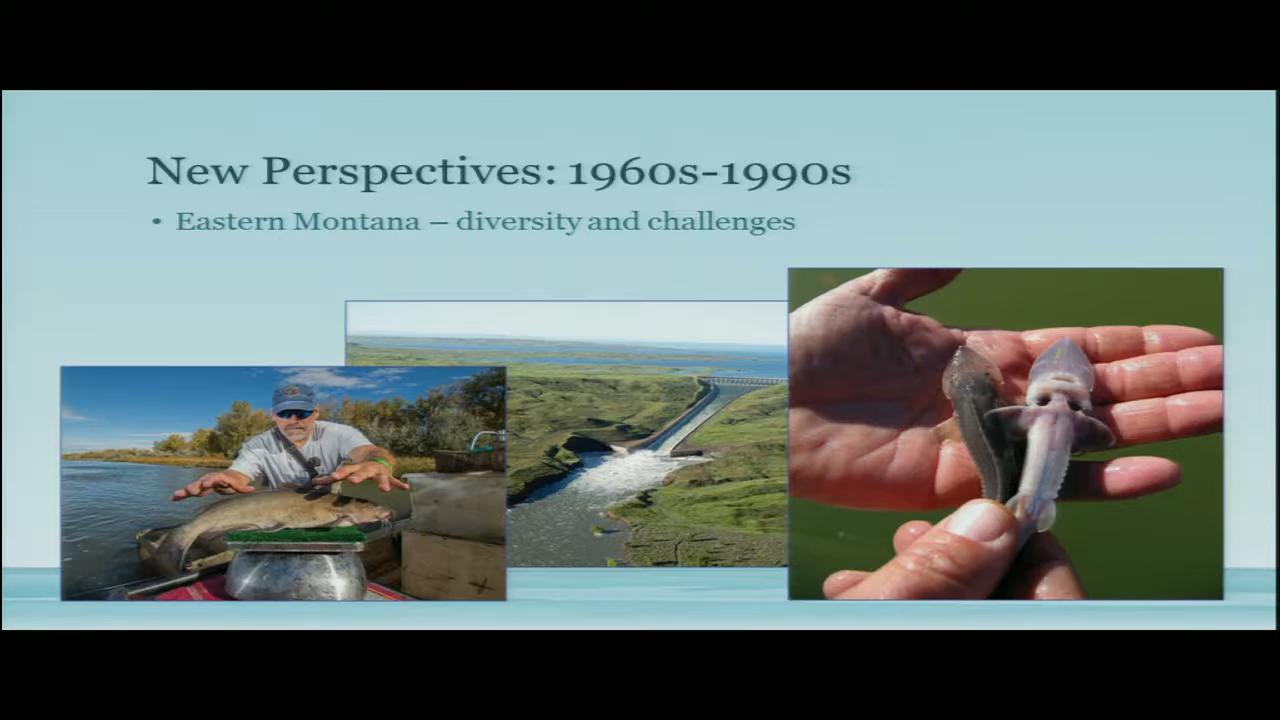 New Perspectives: 1960s-1990s
• Eastern Montana – diversity and challenges